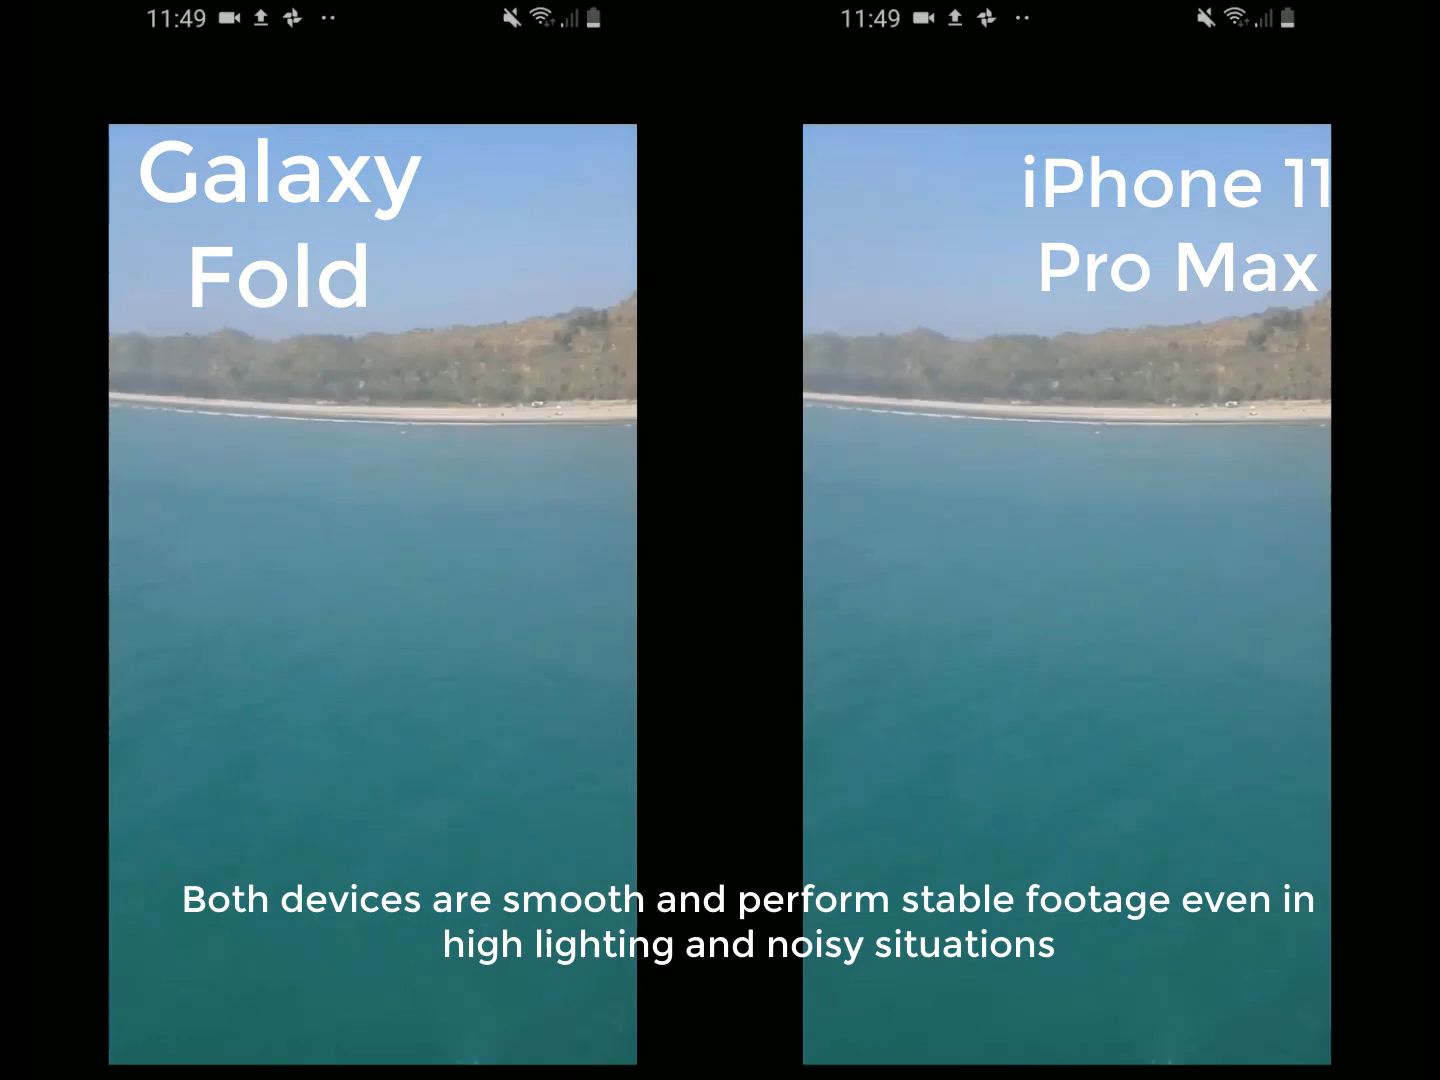 11:49
11:49
Galaxy
Fold
iPhone 11
Pro Max
Both devices are smooth and perform stable footage even in
high lighting and noisy situations